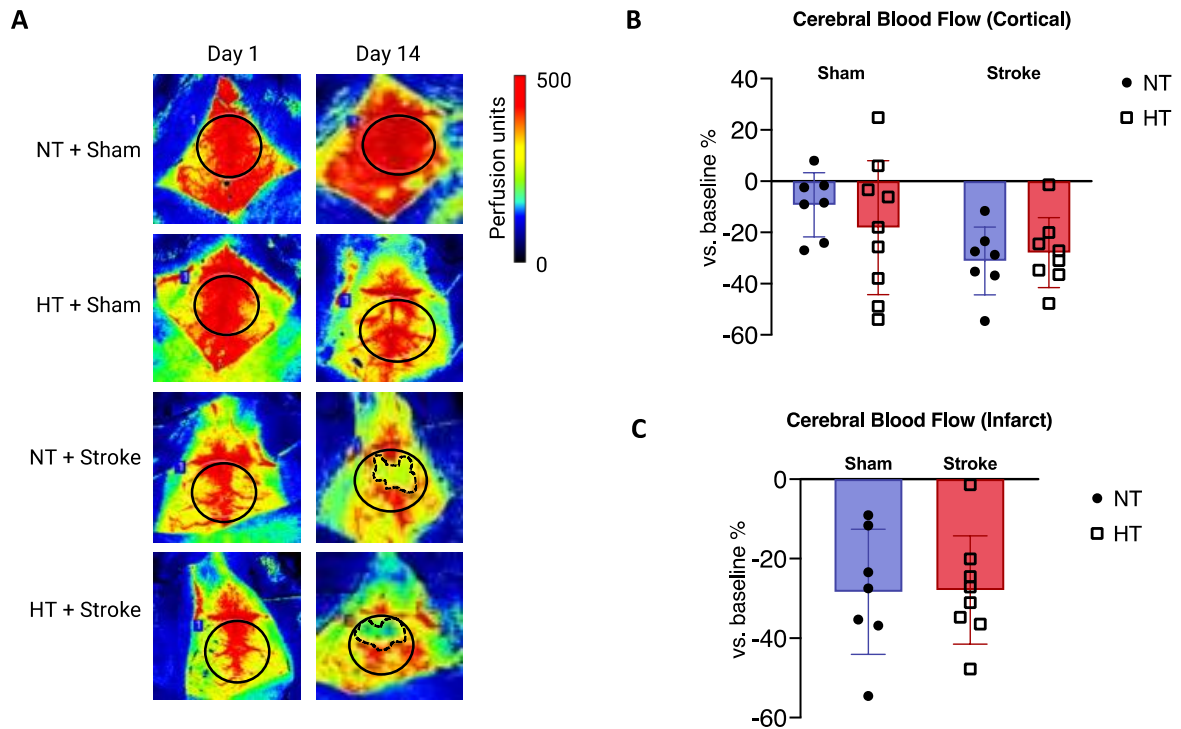 A
Day 1
Day 14
NT + Sham
HT + Sham
NT + Stroke
HT + Stroke
500
Perfusion units
0
B
Cerebral Blood Flow (Cortical)
Sham
Stroke
NT
HT
vs. baseline %
40
20
0
-20
-40
-60
C
Cerebral Blood Flow (Infarct)
Sham
Stroke
NT
HT
vs. baseline %
0
-20
-40
-60